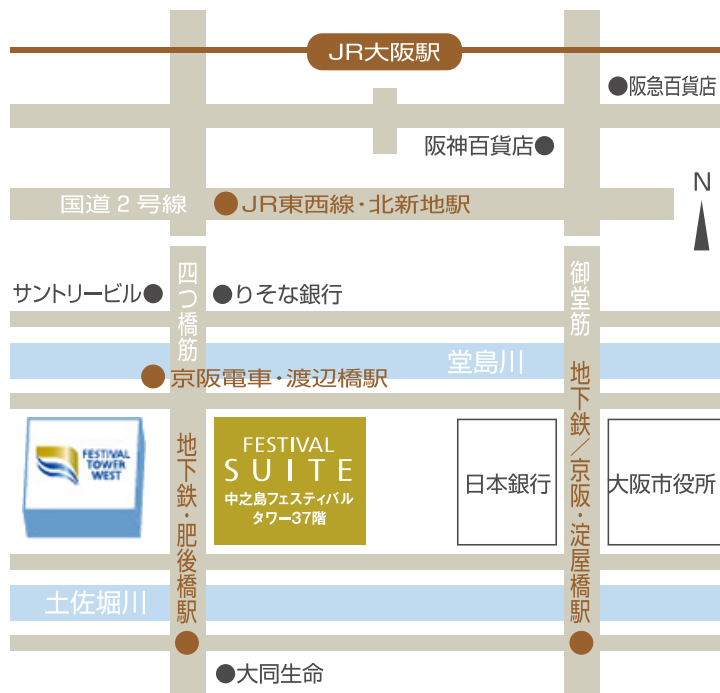 JR大阪駅
●阪急百貨店
阪神百貨店●
N
国道2号線
●JR東西線・北新地駅
サントリービル●
四つ橋筋
●りそな銀行
御堂筋
堂島川
●京阪電車・渡辺橋駅
地下鉄／京阪・淀屋橋駅
FESTIVAL
TOWER
WEST
地下鉄・肥後橋駅
FESTIVAL
SUITE
中之島フェスティバル
タワー37階
日本銀行
大阪市役所
土佐堀川
●大同生命